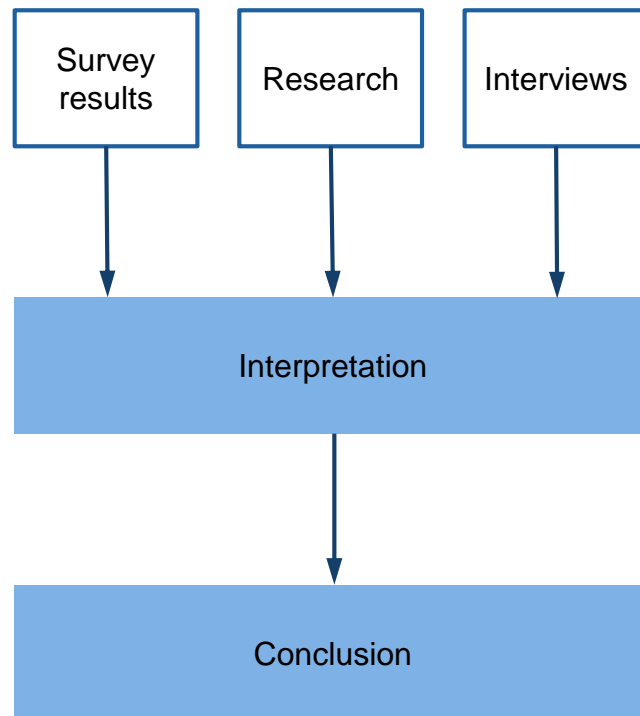 Survey
results
Research
Interviews
Interpretation
Conclusion